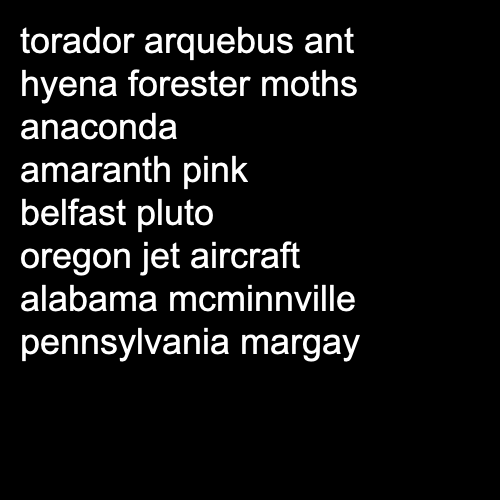 torador arquebus ant
hyena forester moths
anaconda
amaranth pink
belfast pluto
oregon jet aircraft
alabama mcminnville
pennsylvania margay